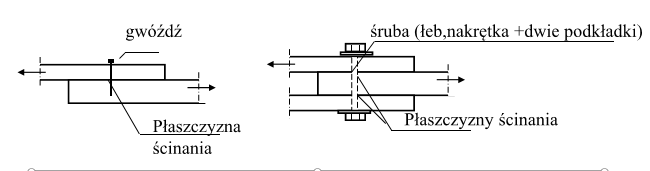 gwóźdź
śruba (łeb,nakrętka +dwie podkładki)
Płaszczyzna
ścinania
Płaszczyzny ścinania